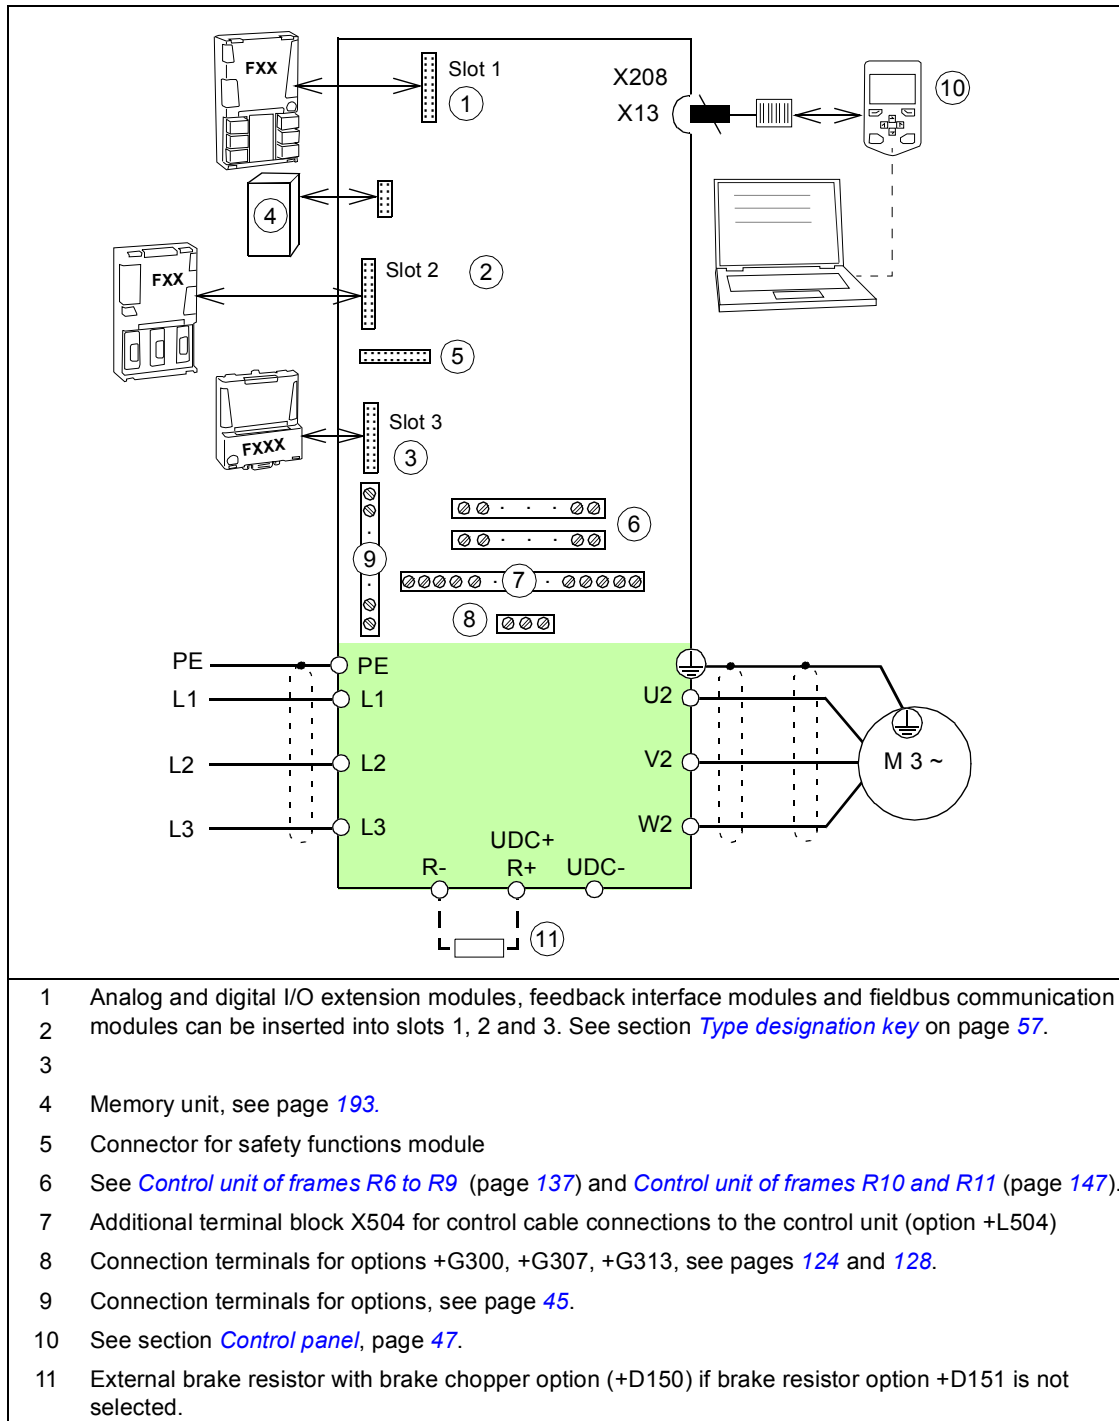 FXX
Slot 1
1
X208
X13
10
4
FXX
Slot 2
2
5
Slot 3
FXXX
3
6
9
7
8
PE
PE
L1
L1
U2
L2
L2
V2
M 3 ~
L3
L3
W2
UDC+
R-
R+
UDC-
11
1 Analog and digital I/O extension modules, feedback interface modules and fieldbus communication
2 modules can be inserted into slots 1, 2 and 3. See section Type designation key on page 57.
3
4 Memory unit, see page 193.
5 Connector for safety functions module
6 See Control unit of frames R6 to R9 (page 137) and Control unit of frames R10 and R11 (page 147).
7 Additional terminal block X504 for control cable connections to the control unit (option +L504)
8 Connection terminals for options +G300, +G307, +G313, see pages 124 and 128.
9 Connection terminals for options, see page 45.
10 See section Control panel, page 47.
11 External brake resistor with brake chopper option (+D150) if brake resistor option +D151 is not
selected.